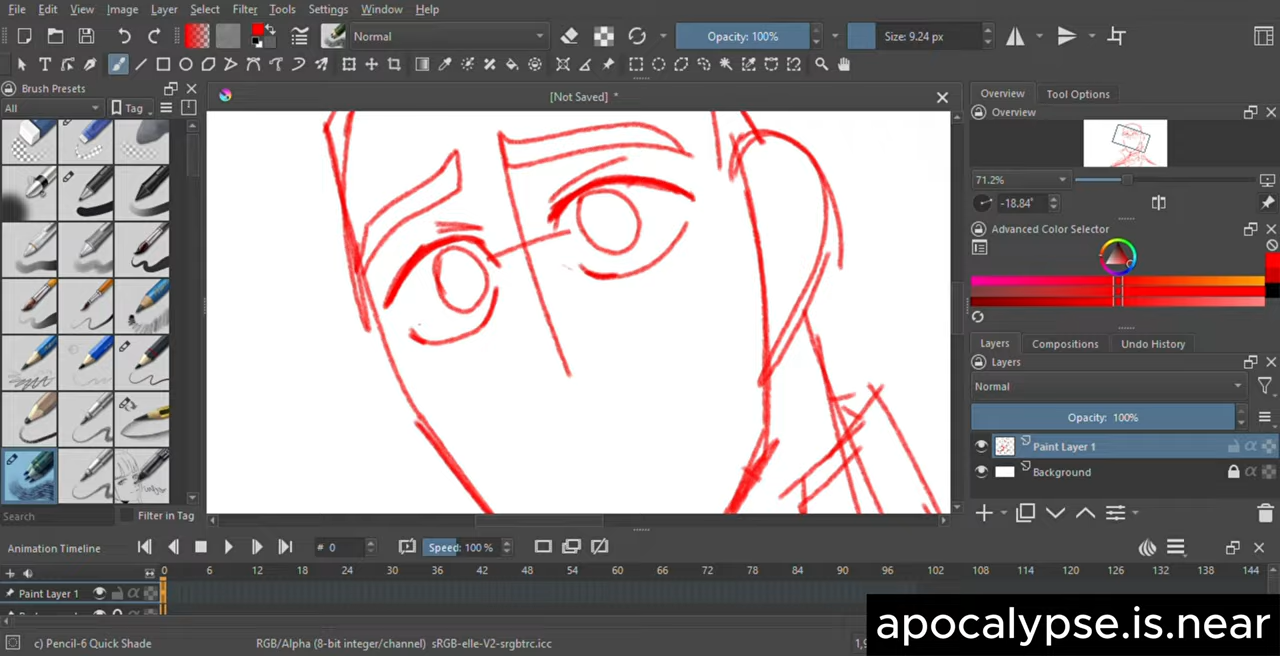 File Edit View Image Layer Select Filter Tools Settings Window Help
Normal Opacity: 100% Size: 9.24 px
Brush Presets
All Tag
[Not Saved] *
Overview Tool Options
Overview
71.2%
-18.84°
Advanced Color Selector
Layers Compositions Undo History
Layers
Normal
Opacity: 100%
Paint Layer 1
Background
Search Filter in Tag
Animation Timeline # 0 Speed: 100 %
0 6 12 18 24 30 36 42 48 54 60 66 72 78 84 90 96 102 108 114 120 126 132 138 144
Paint Layer 1
c) Pencil-6 Quick Shade RGB/Alpha (8-bit integer/channel) sRGB-elle-V2-srgbtrc.icc
apocalypse.is.near